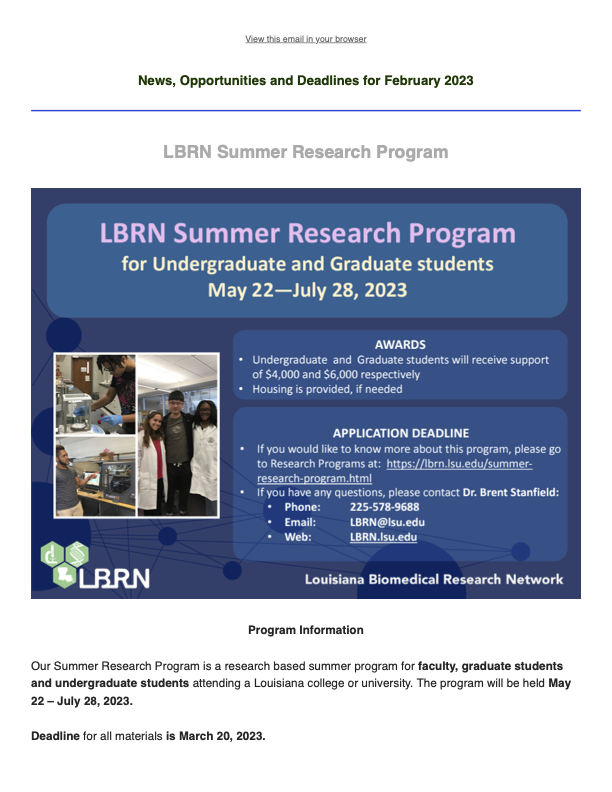 View this email in your browser
News, Opportunities and Deadlines for February 2023
LBRN Summer Research Program
LBRN Summer Research Program
for Undergraduate and Graduate students
May 22—July 28, 2023
AWARDS
• Undergraduate and Graduate students will receive support
of $4,000 and $6,000 respectively
• Housing is provided, if needed
APPLICATION DEADLINE
• If you would like to know more about this program, please go
to Research Programs at: https://lbrn.lsu.edu/summer-
research-program.html
• If you have any questions, please contact Dr. Brent Stanfield:
• Phone: 225-578-9688
• Email: LBRN@lsu.edu
• Web: LBRN.lsu.edu
d S
LBRN
Louisiana Biomedical Research Network
Program Information
Our Summer Research Program is a research based summer program for faculty, graduate students
and undergraduate students attending a Louisiana college or university. The program will be held May
22 – July 28, 2023.
Deadline for all materials is March 20, 2023.